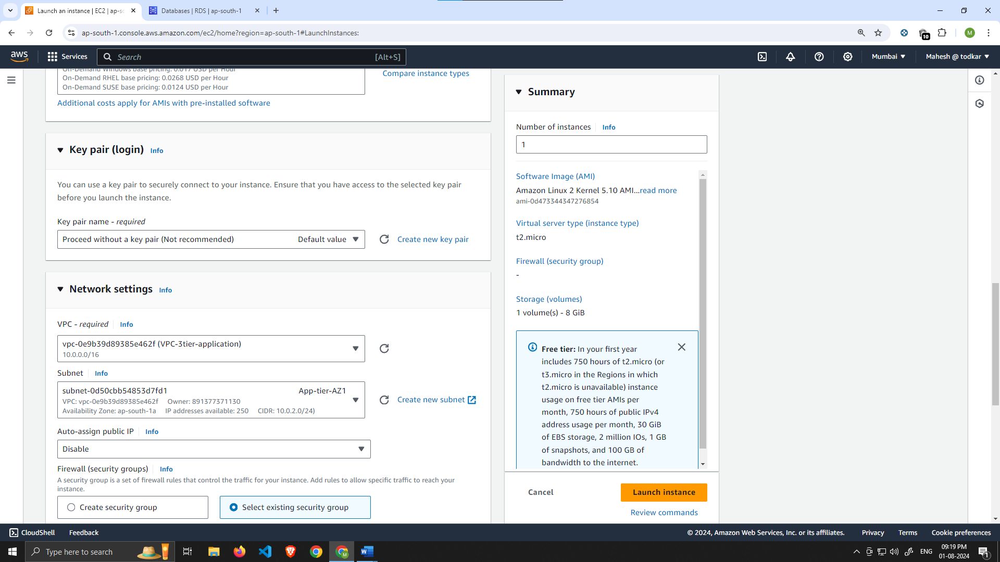 Launch an instance | EC2 | ap-so
Databases | RDS | ap-south-1
ap-south-1.console.aws.amazon.com/ec2/home?region=ap-south-1#LaunchInstances:
10
M
aws
Services
Search
[Alt+S]
Mumbai
Mahesh @ todkar
On-Demand Windows base pricing: 0.017 USD per Hour
On-Demand RHEL base pricing: 0.0268 USD per Hour
On-Demand SUSE base pricing: 0.0124 USD per Hour
Compare instance types
Additional costs apply for AMIs with pre-installed software
Key pair (login) Info
You can use a key pair to securely connect to your instance. Ensure that you have access to the selected key pair
before you launch the instance.
Key pair name - required
Proceed without a key pair (Not recommended) Default value
Create new key pair
Network settings Info
VPC - required Info
vpc-0e9b39d89385e462f (VPC-3tier-application)
10.0.0.0/16
Subnet Info
subnet-0d50cbb54853d7fd1 App-tier-AZ1
VPC: vpc-0e9b39d89385e462f Owner: 891377371130
Availability Zone: ap-south-1a IP addresses available: 250 CIDR: 10.0.2.0/24)
Create new subnet
Auto-assign public IP Info
Disable
Firewall (security groups) Info
A security group is a set of firewall rules that control the traffic for your instance. Add rules to allow specific traffic to reach your
instance.
Create security group
Select existing security group
Summary
Number of instances Info
1
Software Image (AMI)
Amazon Linux 2 Kernel 5.10 AMI...read more
ami-0d473344347276854
Virtual server type (instance type)
t2.micro
Firewall (security group)
-
Storage (volumes)
1 volume(s) - 8 GiB
Free tier: In your first year
includes 750 hours of t2.micro (or
t3.micro in the Regions in which
t2.micro is unavailable) instance
usage on free tier AMIs per
month, 750 hours of public IPv4
address usage per month, 30 GiB
of EBS storage, 2 million IOs, 1 GB
of snapshots, and 100 GB of
bandwidth to the internet.
Cancel
Launch instance
Review commands
CloudShell
Feedback
© 2024, Amazon Web Services, Inc. or its affiliates.
Privacy
Terms
Cookie preferences
Type here to search
ENG
09:19 PM
01-08-2024
1